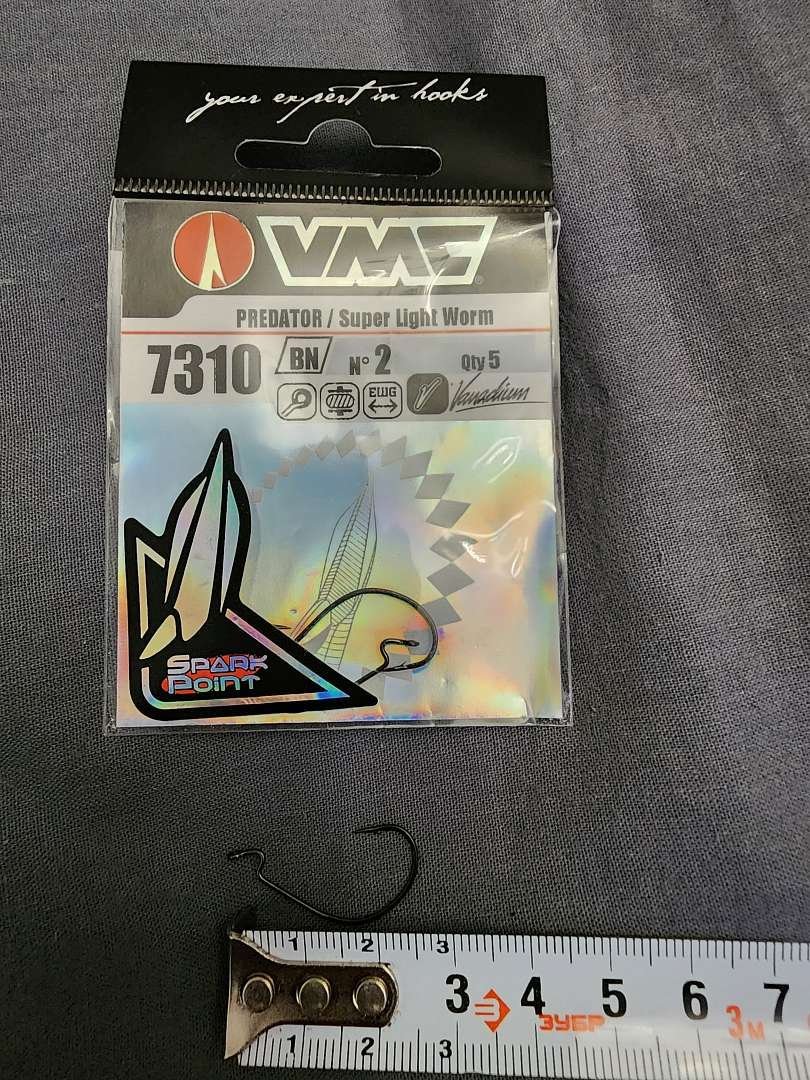 your expert in hooks
VMC®
PREDATOR / Super Light Worm
7310 BN N° 2 Qty 5
EWG Vanadium
SPARK
POINT
1 2 3
3 4 5 6 7
ЗУБР 3м
1 2 3